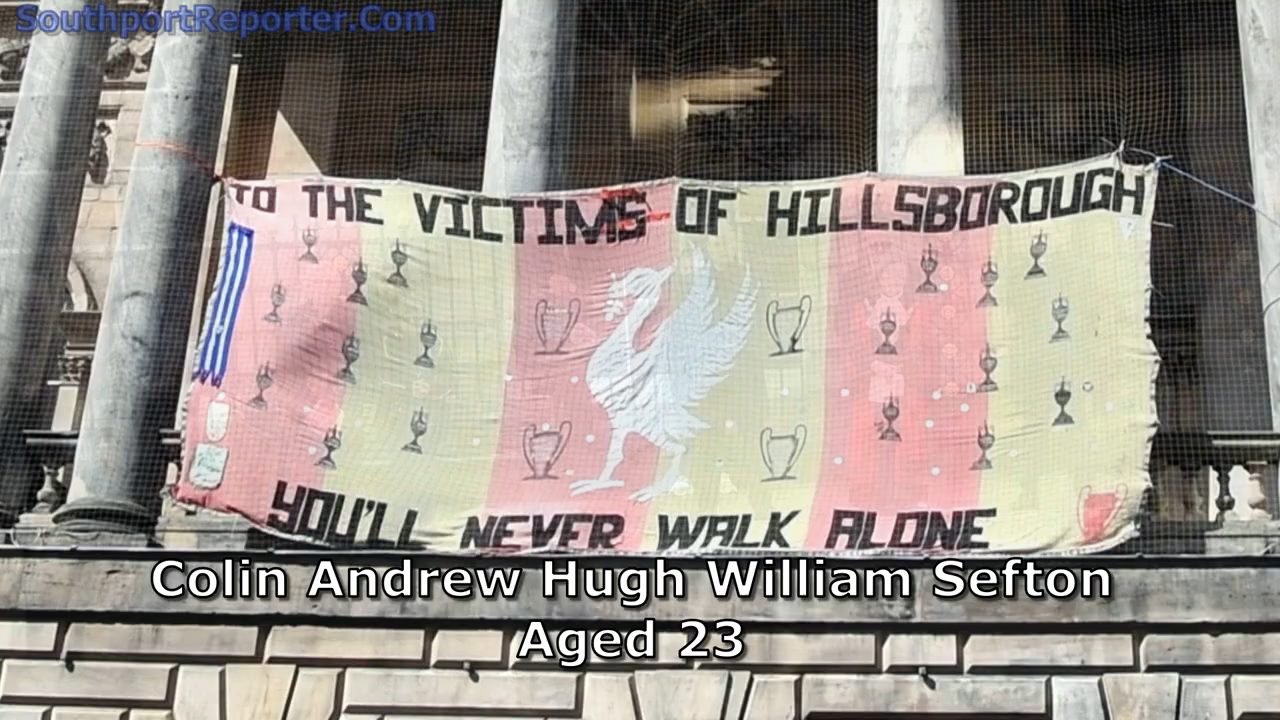 SouthportReporter.Com
TO THE VICTIMS OF HILLSBOROUGH
YOU'LL NEVER WALK ALONE
Colin Andrew Hugh William Sefton
Aged 23